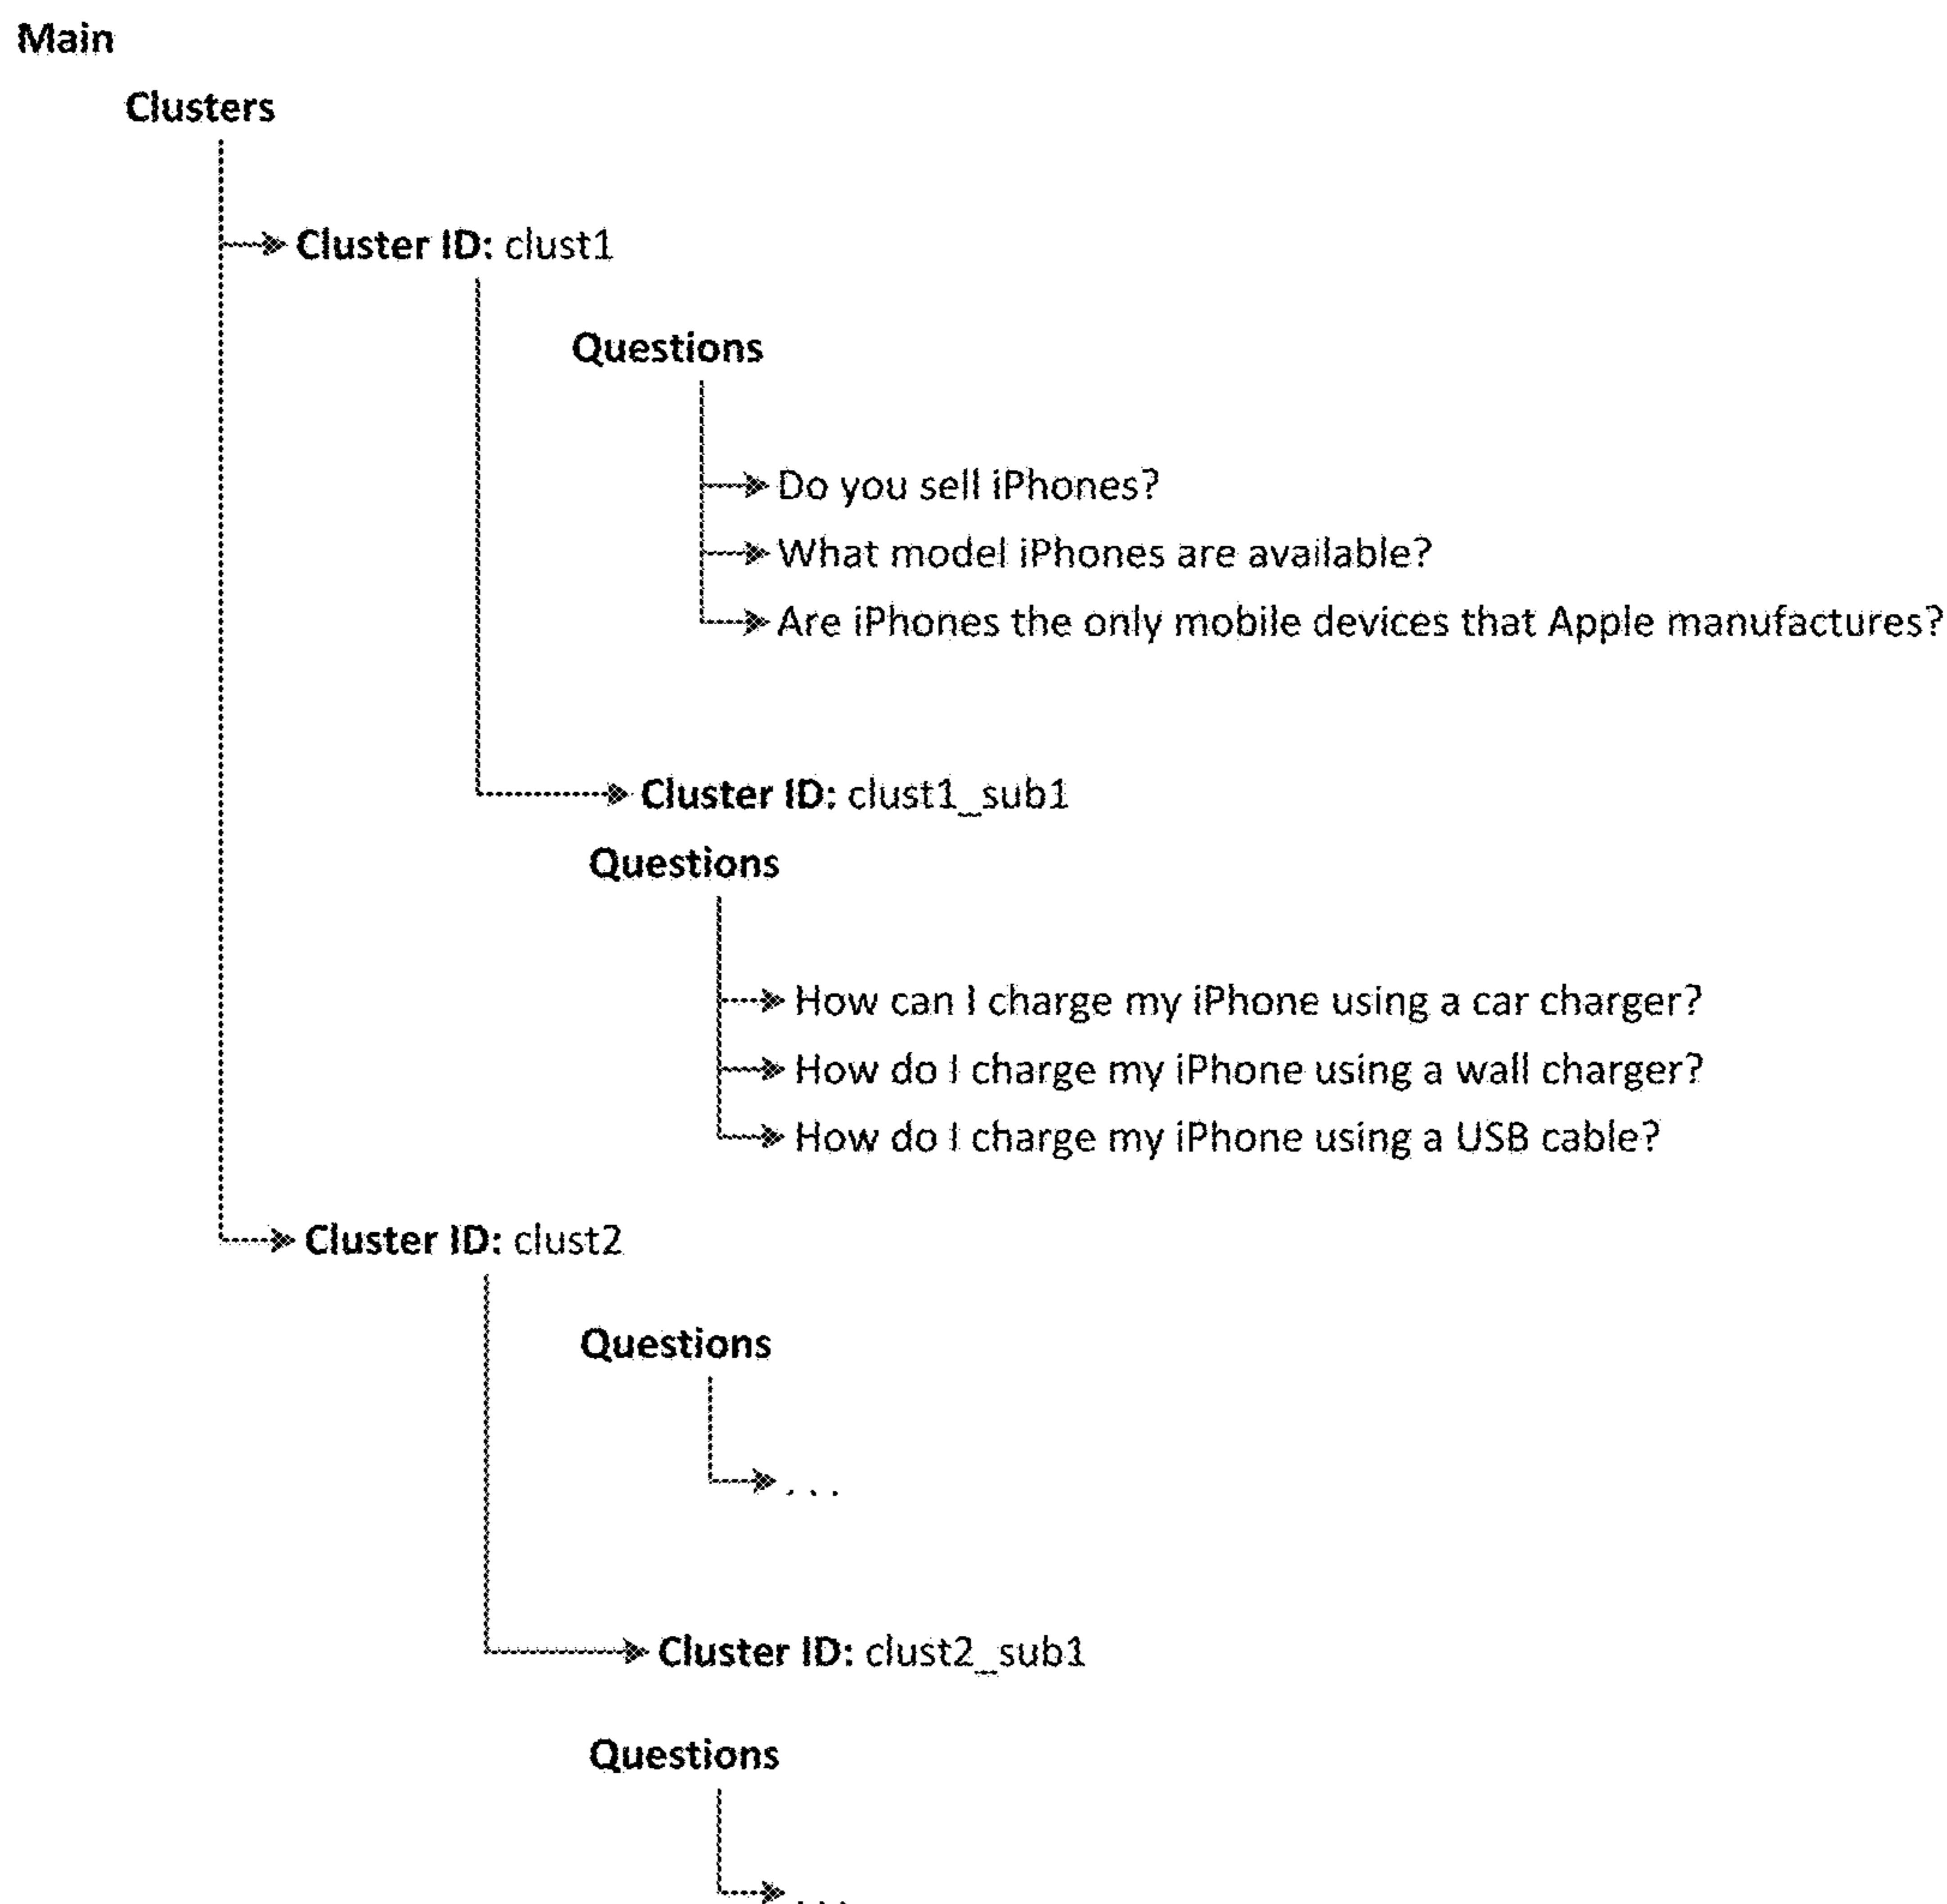 Main
Clusters
Cluster ID: clust1
Questions
Do you sell iPhones?
What model iPhones are available?
Are iPhones the only mobile devices that Apple manufactures?
Cluster ID: clust1_sub1
Questions
How can I charge my iPhone using a car charger?
How do I charge my iPhone using a wall charger?
How do I charge my iPhone using a USB cable?
Cluster ID: clust2
Questions
. . .
Cluster ID: clust2_sub1
Questions
. . .